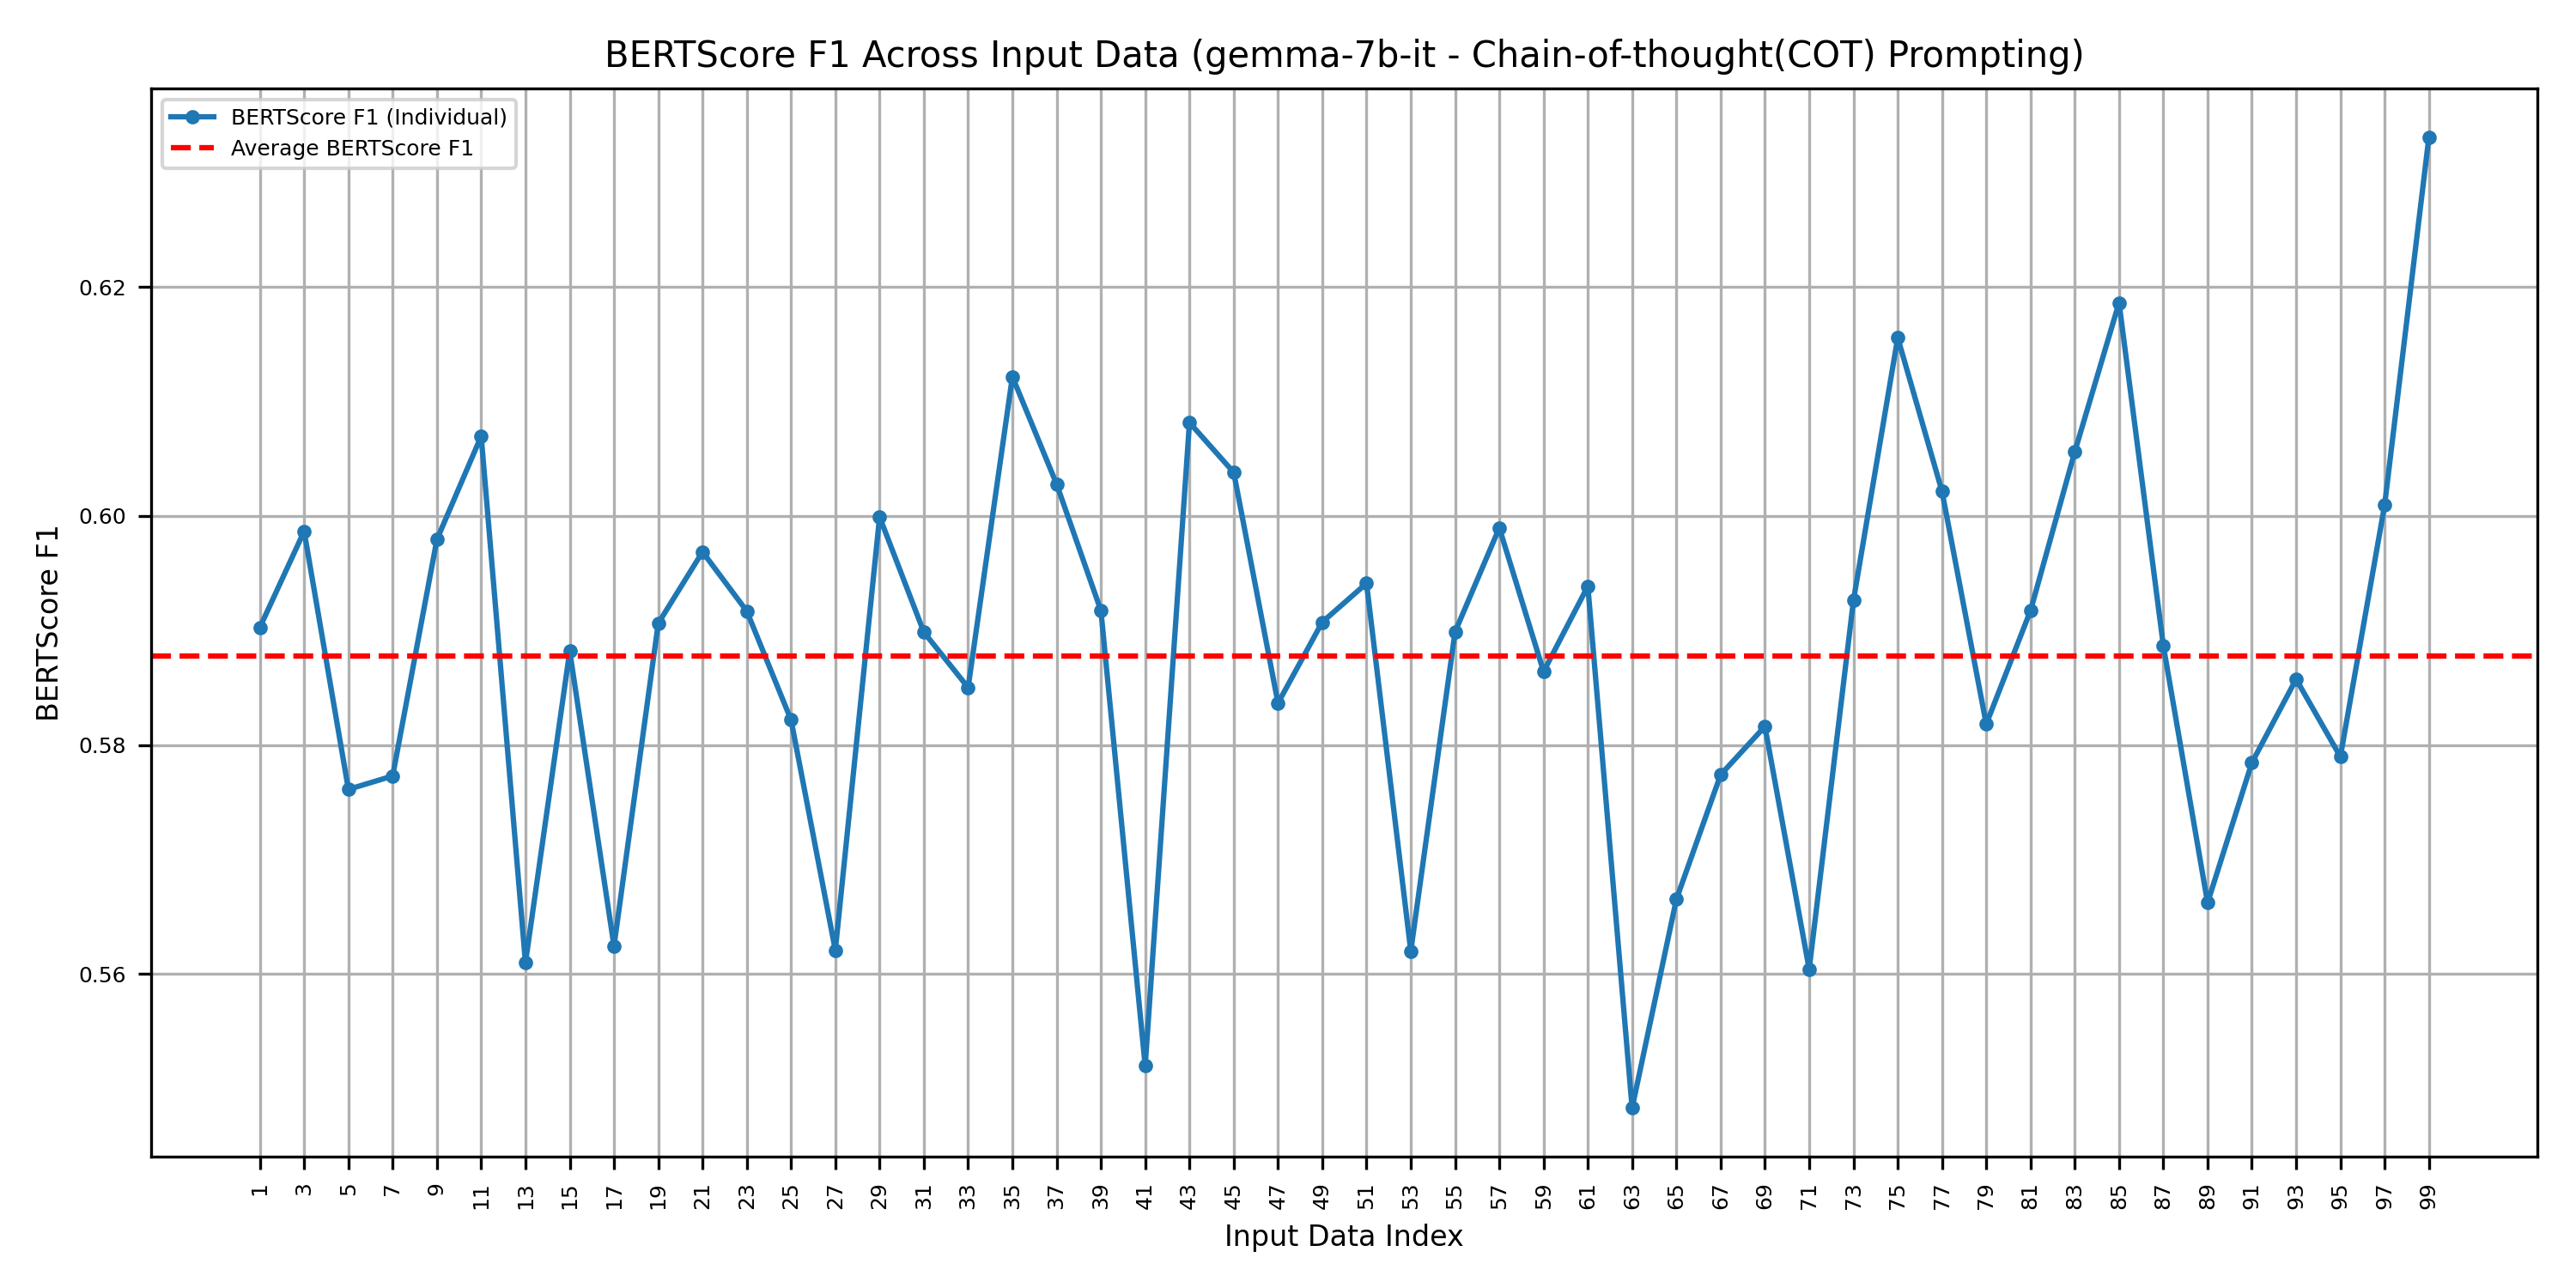 BERTScore F1 Across Input Data (gemma-7b-it - Chain-of-thought(COT) Prompting)
BERTScore F1 (Individual)
Average BERTScore F1
BERTScore F1
0.62
0.60
0.58
0.56
1 3 5 7 9 11 13 15 17 19 21 23 25 27 29 31 33 35 37 39 41 43 45 47 49 51 53 55 57 59 61 63 65 67 69 71 73 75 77 79 81 83 85 87 89 91 93 95 97 99
Input Data Index